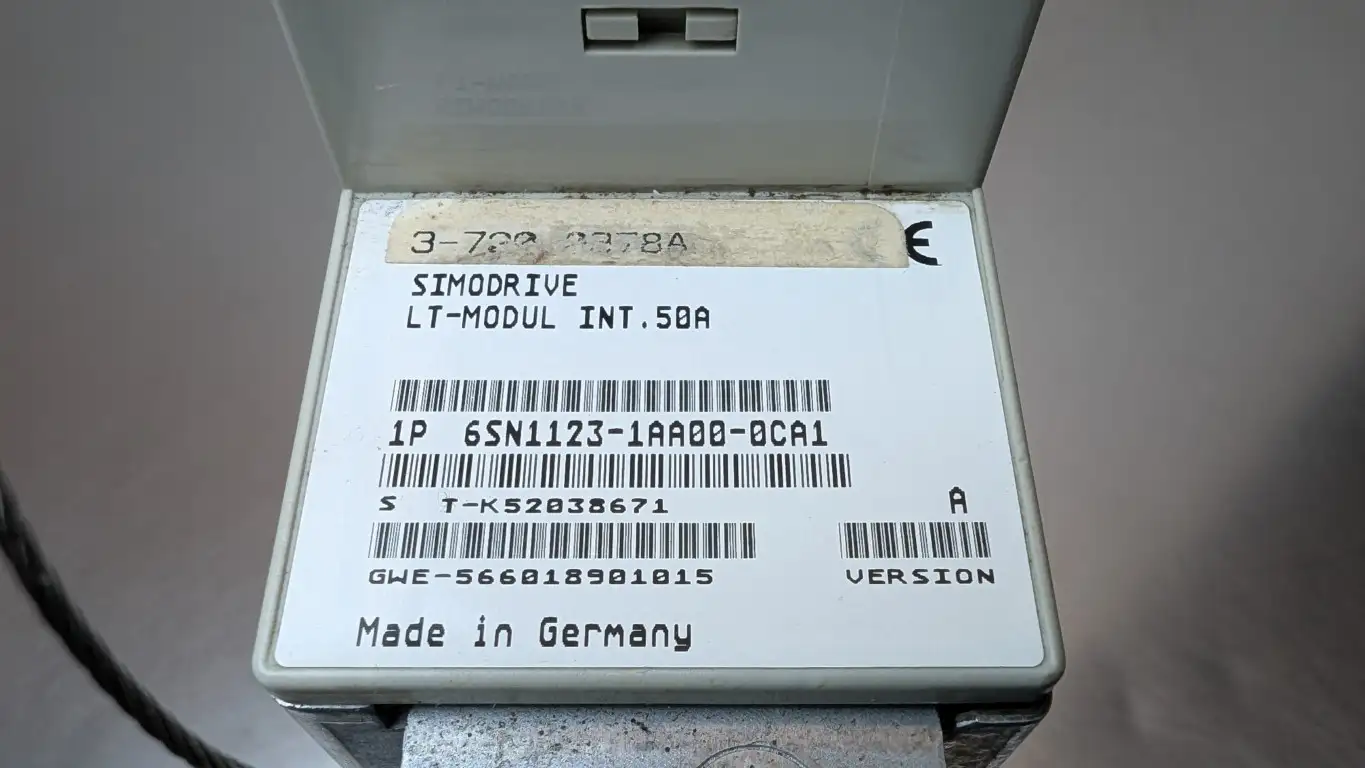 SIMODRIVE
LT-MODUL INT.50A
1P 6SN1123-1AA00-0CA1
S T-K52038671
A
GWE-566018901015
VERSION
Made in Germany